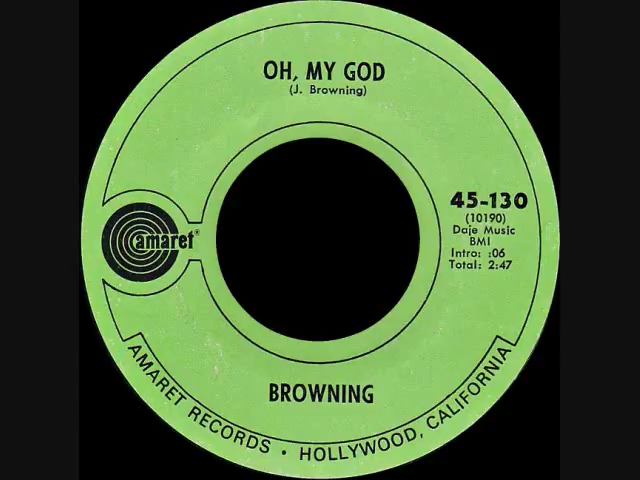 OH, MY GOD
(J. Browning)
45-130
(10190)
Daje Music
BMI
Intro: :06
Total: 2:47
amaret®
BROWNING
AMARET RECORDS • HOLLYWOOD, CALIFORNIA